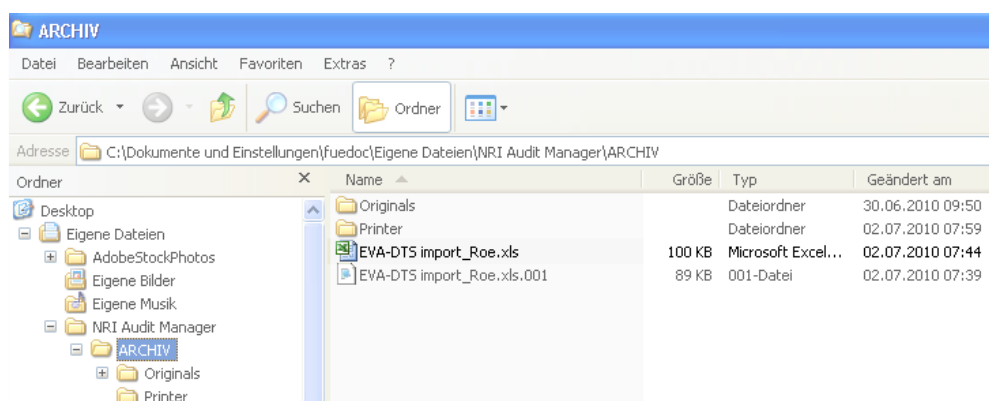 ARCHIV
Datei Bearbeiten Ansicht Favoriten Extras ?
Zurück Suchen Ordner
Adresse C:\Dokumente und Einstellungen\fuedoc\Eigene Dateien\NRI Audit Manager\ARCHIV
Ordner Name Größe Typ Geändert am
Desktop Originals Dateiordner 30.06.2010 09:50
Eigene Dateien Printer Dateiordner 02.07.2010 07:59
AdobeStockPhotos EVA-DTS import_Roe.xls 100 KB Microsoft Excel... 02.07.2010 07:44
Eigene Bilder EVA-DTS import_Roe.xls.001 89 KB 001-Datei 02.07.2010 07:39
Eigene Musik
NRI Audit Manager
ARCHIV
Originals
Printer